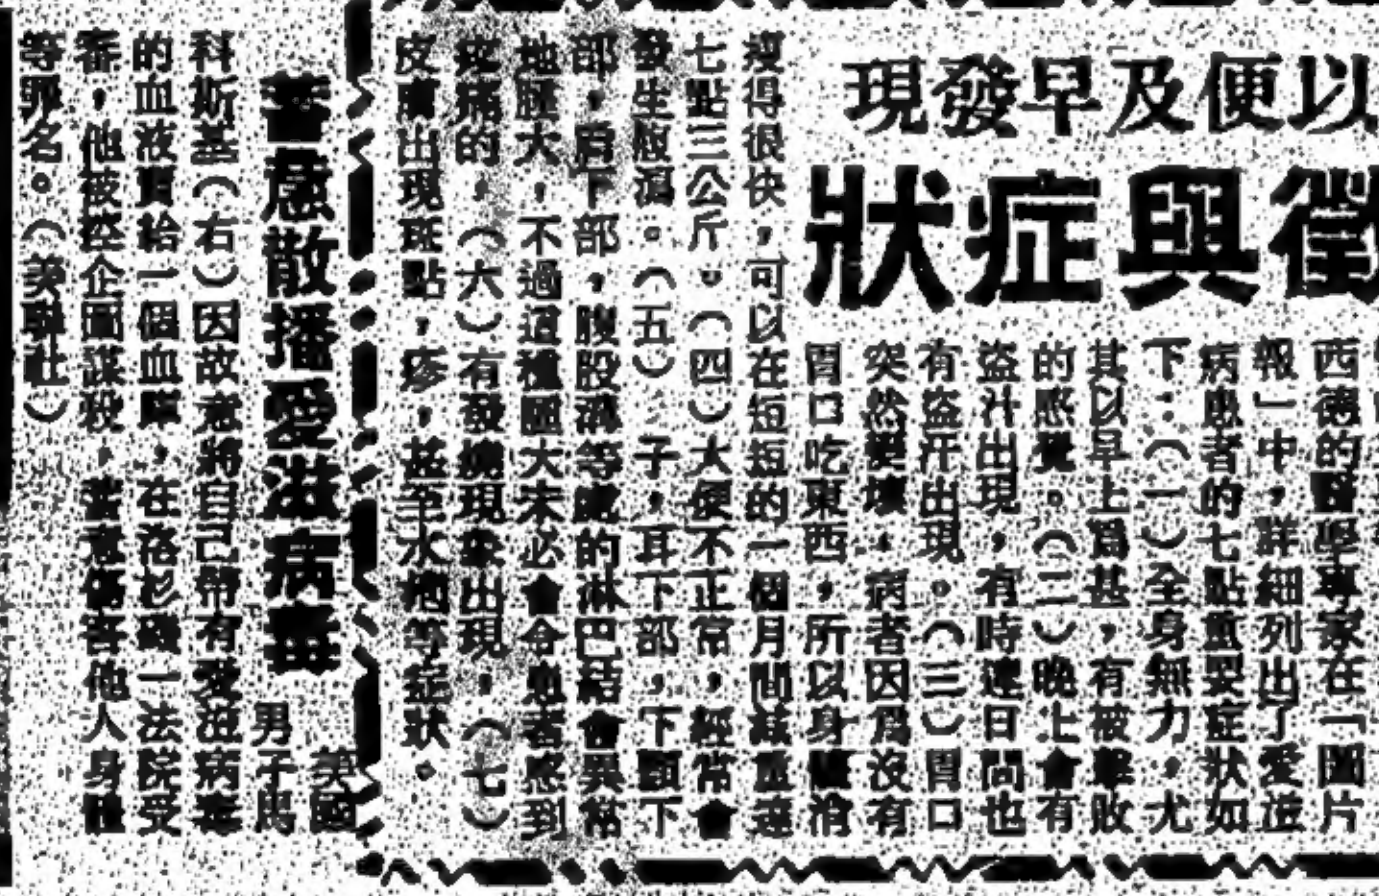 以便及早發現
徵與症狀
西德的醫學專家在「圖片
報」中，詳細列出了愛滋
病患者的七點重要症狀如
下：（一）全身無力，尤
其以早上爲甚，有被擊敗
的感覺。（二）晚上會有
盜汗出現，有時連日間也
有盜汗出現。（三）胃口
突然變壞，病者因爲沒有
胃口吃東西，所以身體消
瘦得很快，可以在短短的一個月間減磅達
七點三公斤。（四）大便不正常，經常會
發生腹瀉。（五）子，耳下部，下顎下
部，肩下部，腹股溝等處的淋巴結會異常
地腫大，不過這種腫大未必會令患者感到
疼痛的，（六）有發燒現象出現，（七）
皮膚出現斑點，疹，甚至水疱等症狀。
蓄意散播愛滋病毒
美國
男子馬
科斯基（右）因故意將自己帶有愛滋病毒
的血液賣給一個血庫，在洛杉磯一法院受
審，他被控企圖謀殺，蓄意傷害他人身體
等罪名。（美聯社）